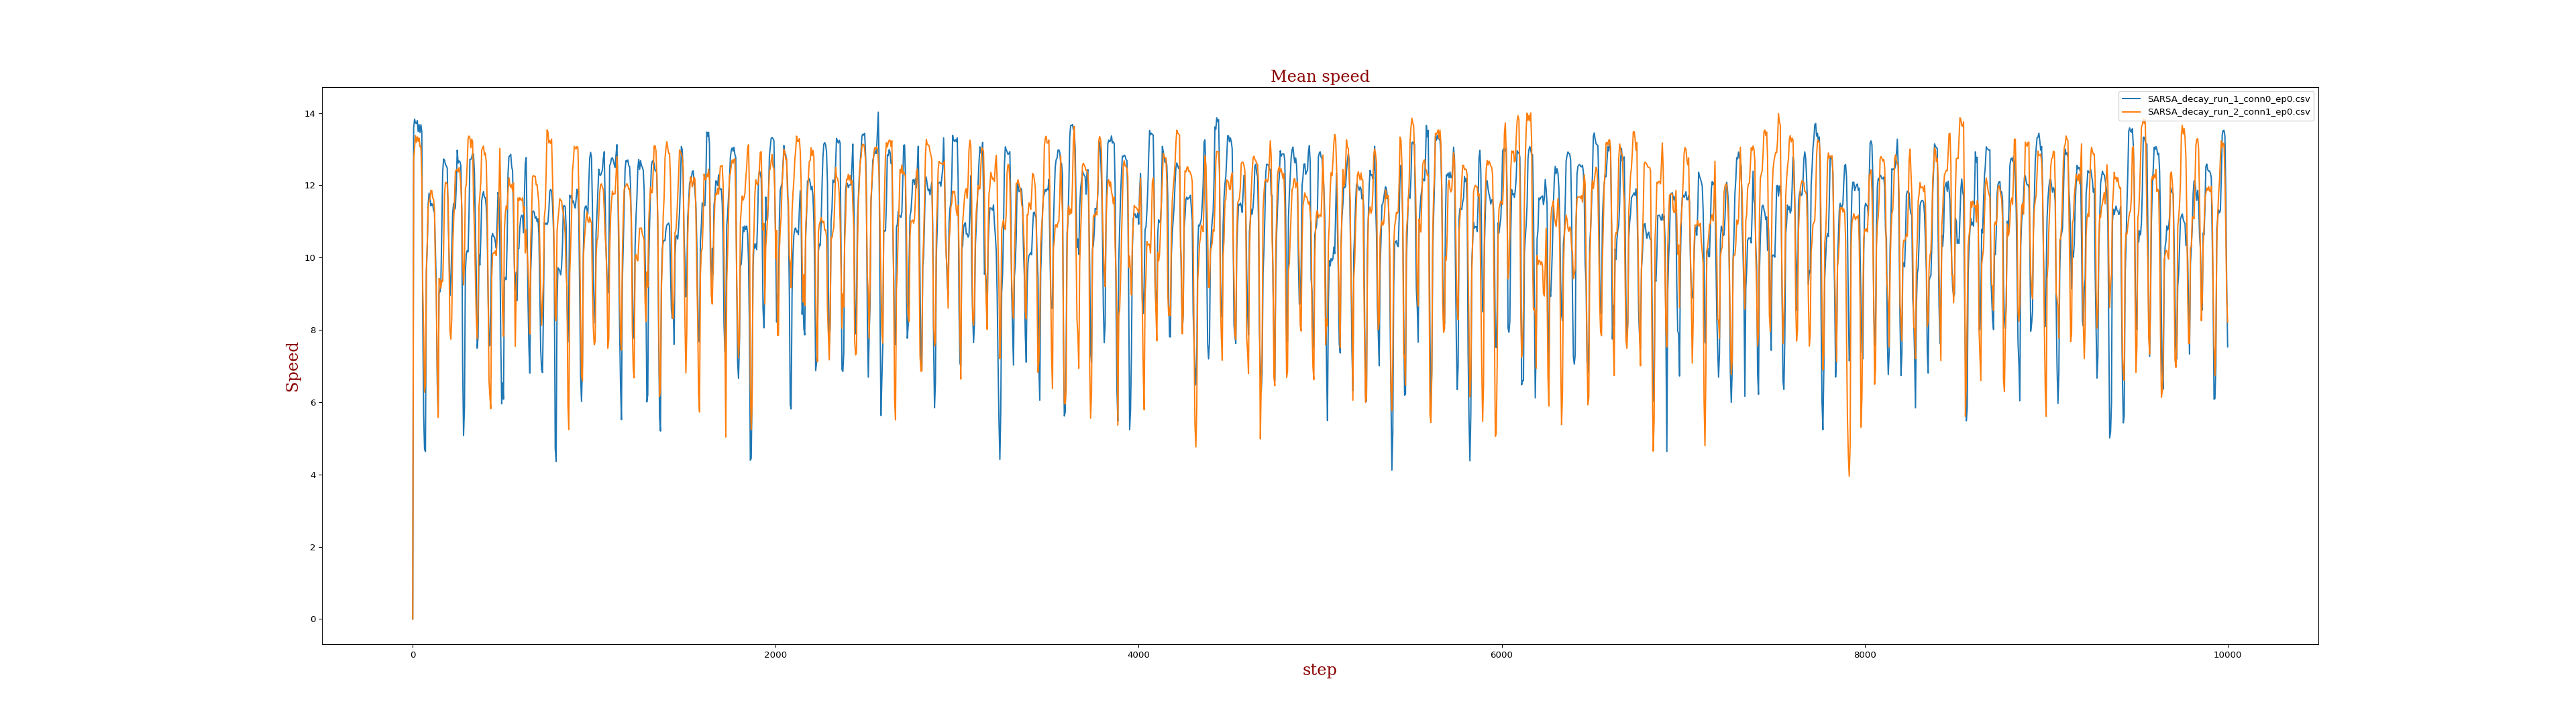 Mean speed
SARSA_decay_run_1_conn0_ep0.csv
SARSA_decay_run_2_conn1_ep0.csv
14
12
10
8
6
4
2
0
Speed
0 2000 4000 6000 8000 10000
step